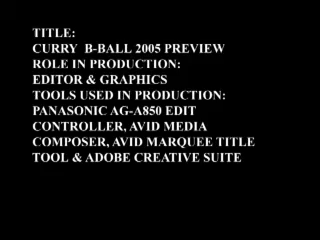 TITLE:
CURRY B-BALL 2005 PREVIEW
ROLE IN PRODUCTION:
EDITOR & GRAPHICS
TOOLS USED IN PRODUCTION:
PANASONIC AG-A850 EDIT
CONTROLLER, AVID MEDIA
COMPOSER, AVID MARQUEE TITLE
TOOL & ADOBE CREATIVE SUITE